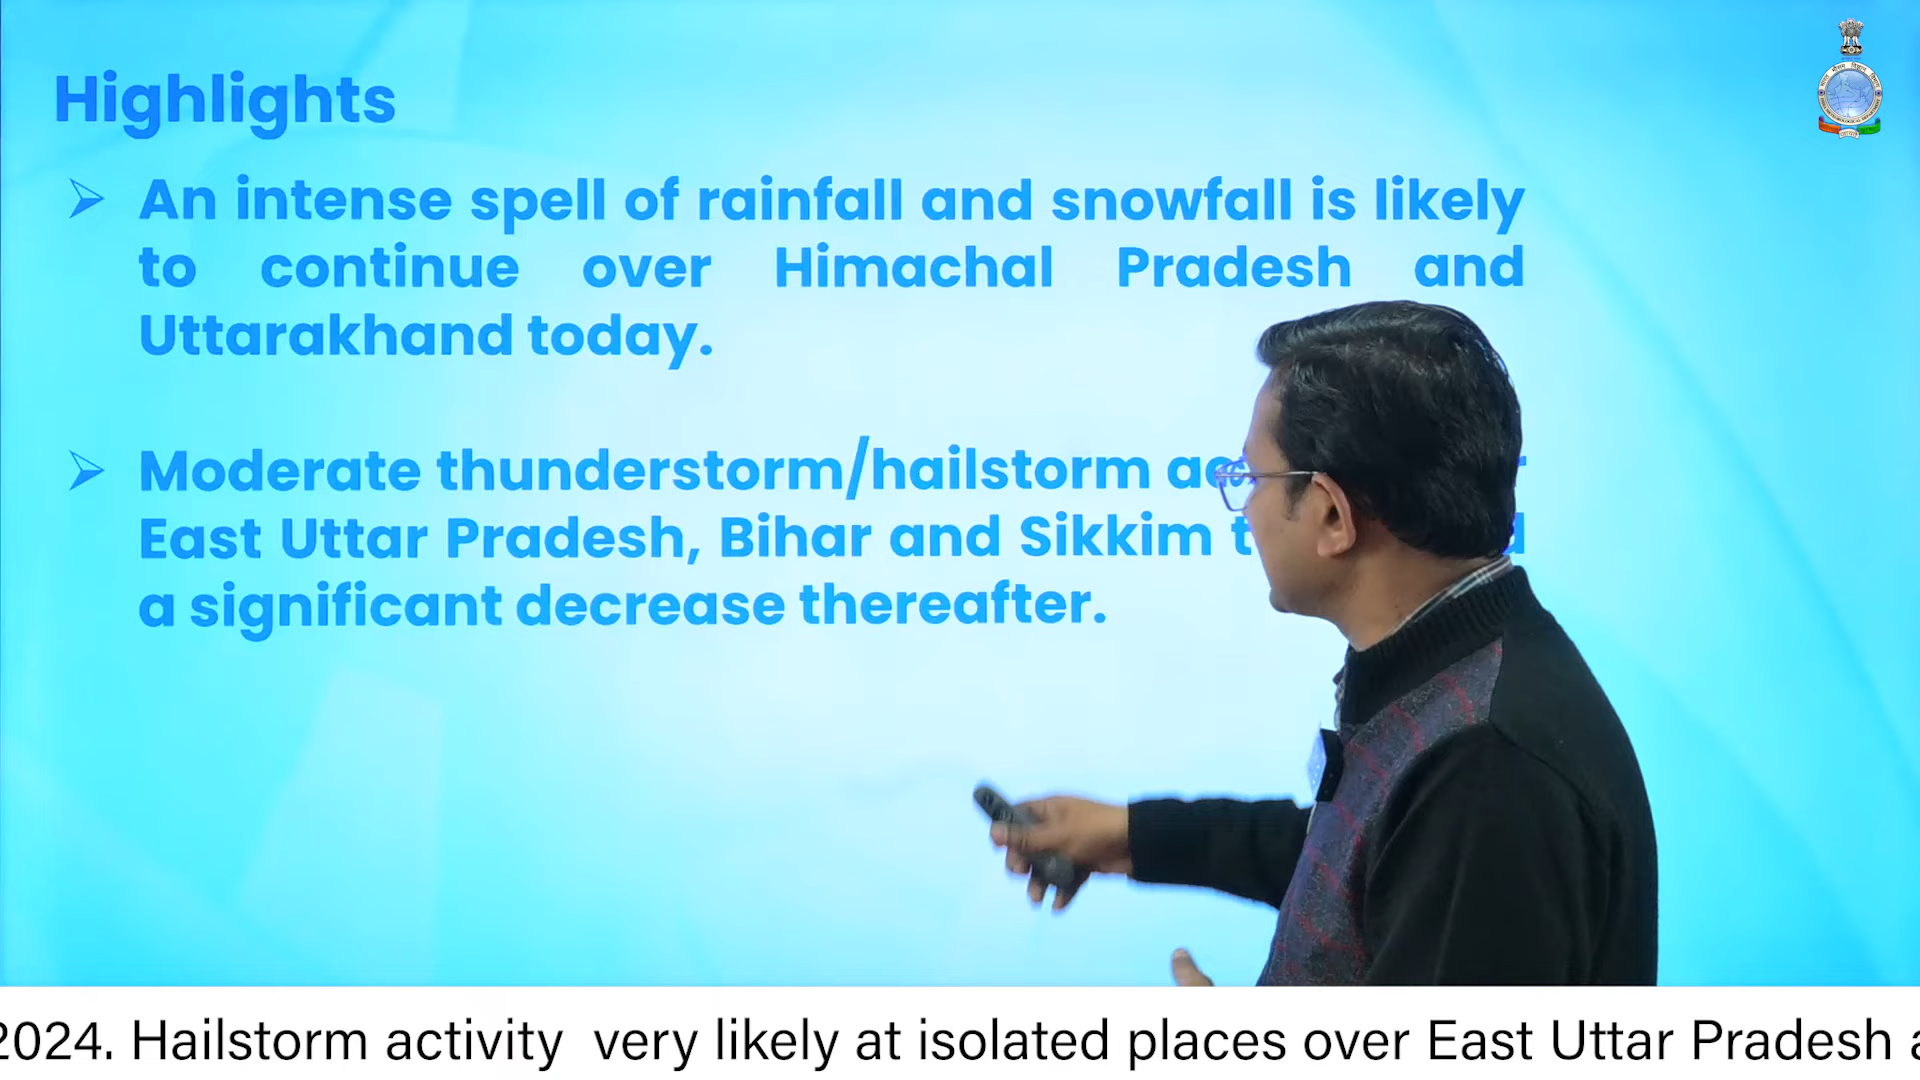 Highlights
An intense spell of rainfall and snowfall is likely
to continue over Himachal Pradesh and
Uttarakhand today.
Moderate thunderstorm/hailstorm
East Uttar Pradesh, Bihar and Sikkim
a significant decrease thereafter.
2024. Hailstorm activity very likely at isolated places over East Uttar Pradesh